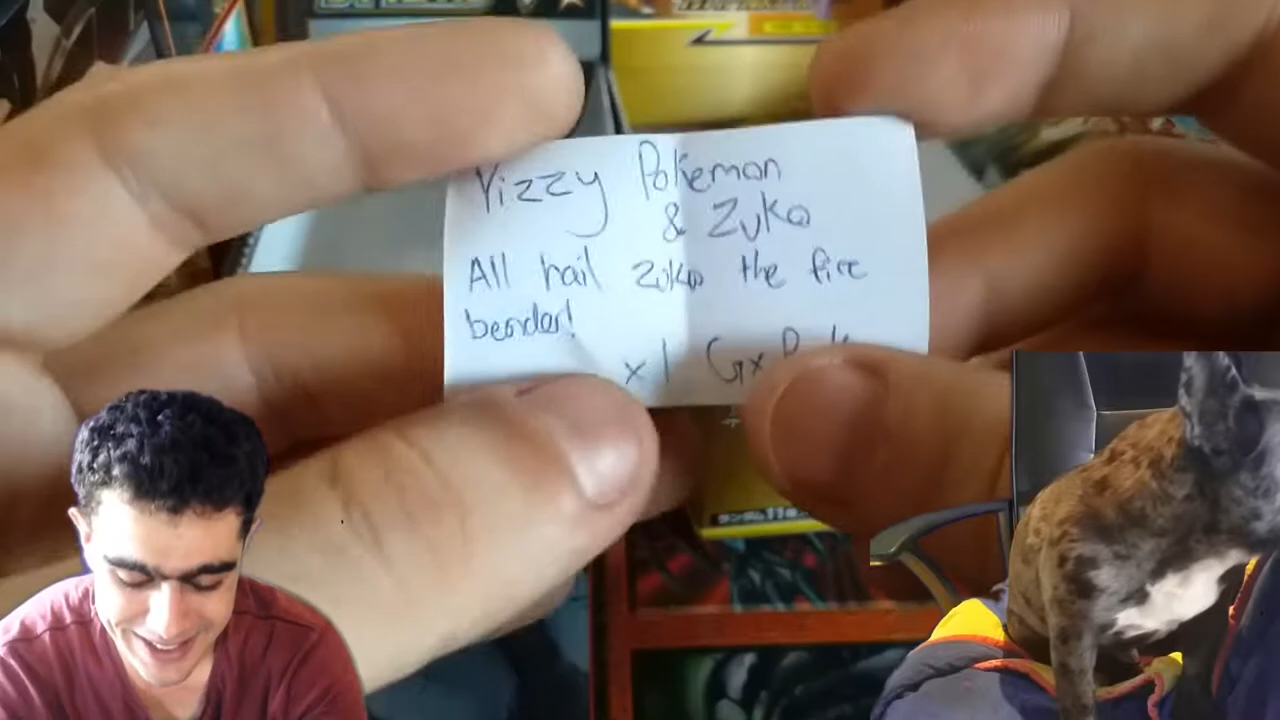 Yizzy Pokemon
& Zuko
All hail Zuko the fire
bender!
x1 Gx